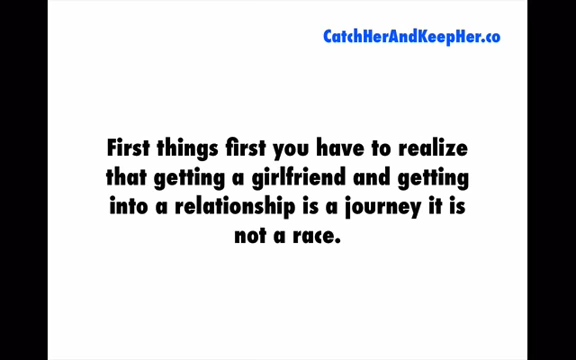 CatchHerAndKeepHer.co
First things first you have to realize
that getting a girlfriend and getting
into a relationship is a journey it is
not a race.